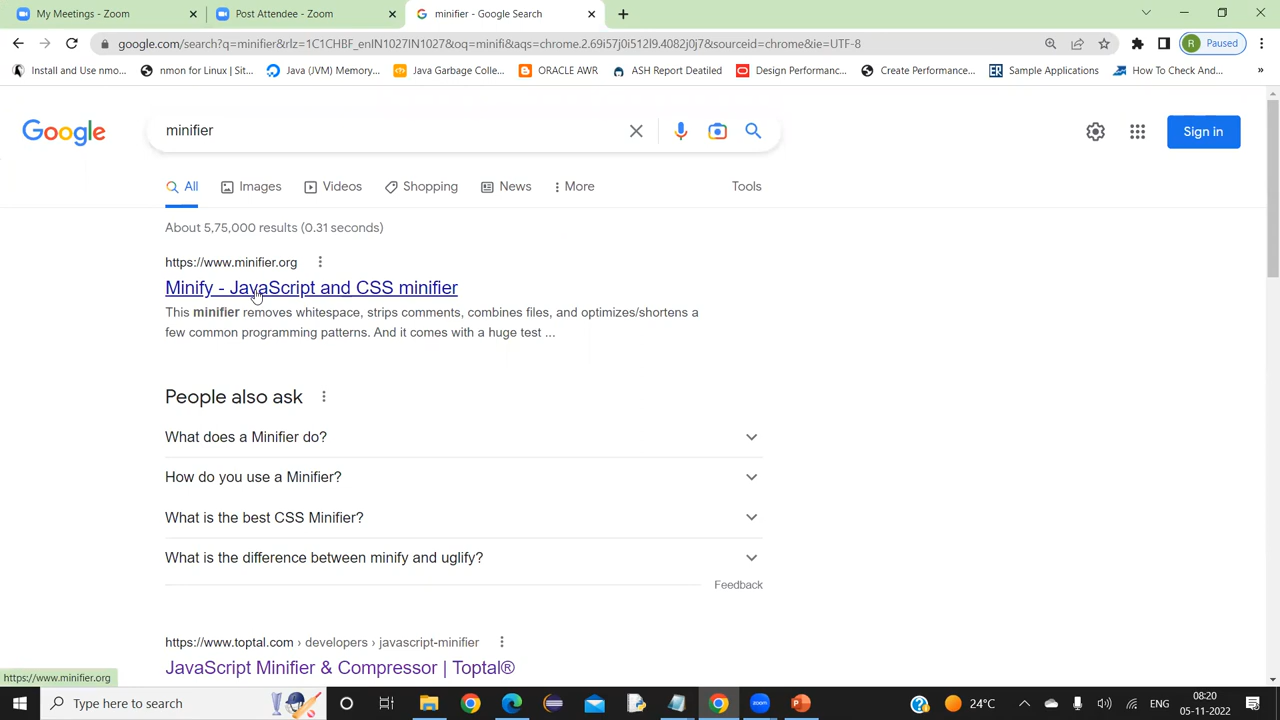 My Meetings - Zoom
Post Attendee - Zoom
minifier - Google Search
google.com/search?q=minifier&rlz=1C1CHBF_enIN1027IN1027&oq=minifi&aqs=chrome.2.69i57j0i512l9.4082j0j7&sourceid=chrome&ie=UTF-8
R Paused
Install and Use nmo...
nmon for Linux | Sit...
Java (JVM) Memory...
Java Garbage Colle...
ORACLE AWR
ASH Report Deatiled
Design Performanc...
Create Performance...
ER Sample Applications
How To Check And...
»
Google
minifier
Sign in
All
Images
Videos
Shopping
News
More
Tools
About 5,75,000 results (0.31 seconds)
https://www.minifier.org
Minify - JavaScript and CSS minifier
This minifier removes whitespace, strips comments, combines files, and optimizes/shortens a
few common programming patterns. And it comes with a huge test ...
People also ask
What does a Minifier do?
How do you use a Minifier?
What is the best CSS Minifier?
What is the difference between minify and uglify?
Feedback
https://www.toptal.com › developers › javascript-minifier
JavaScript Minifier & Compressor | Toptal®
https://www.minifier.org
Type here to search
zoom
24°C
ENG
08:20
05-11-2022